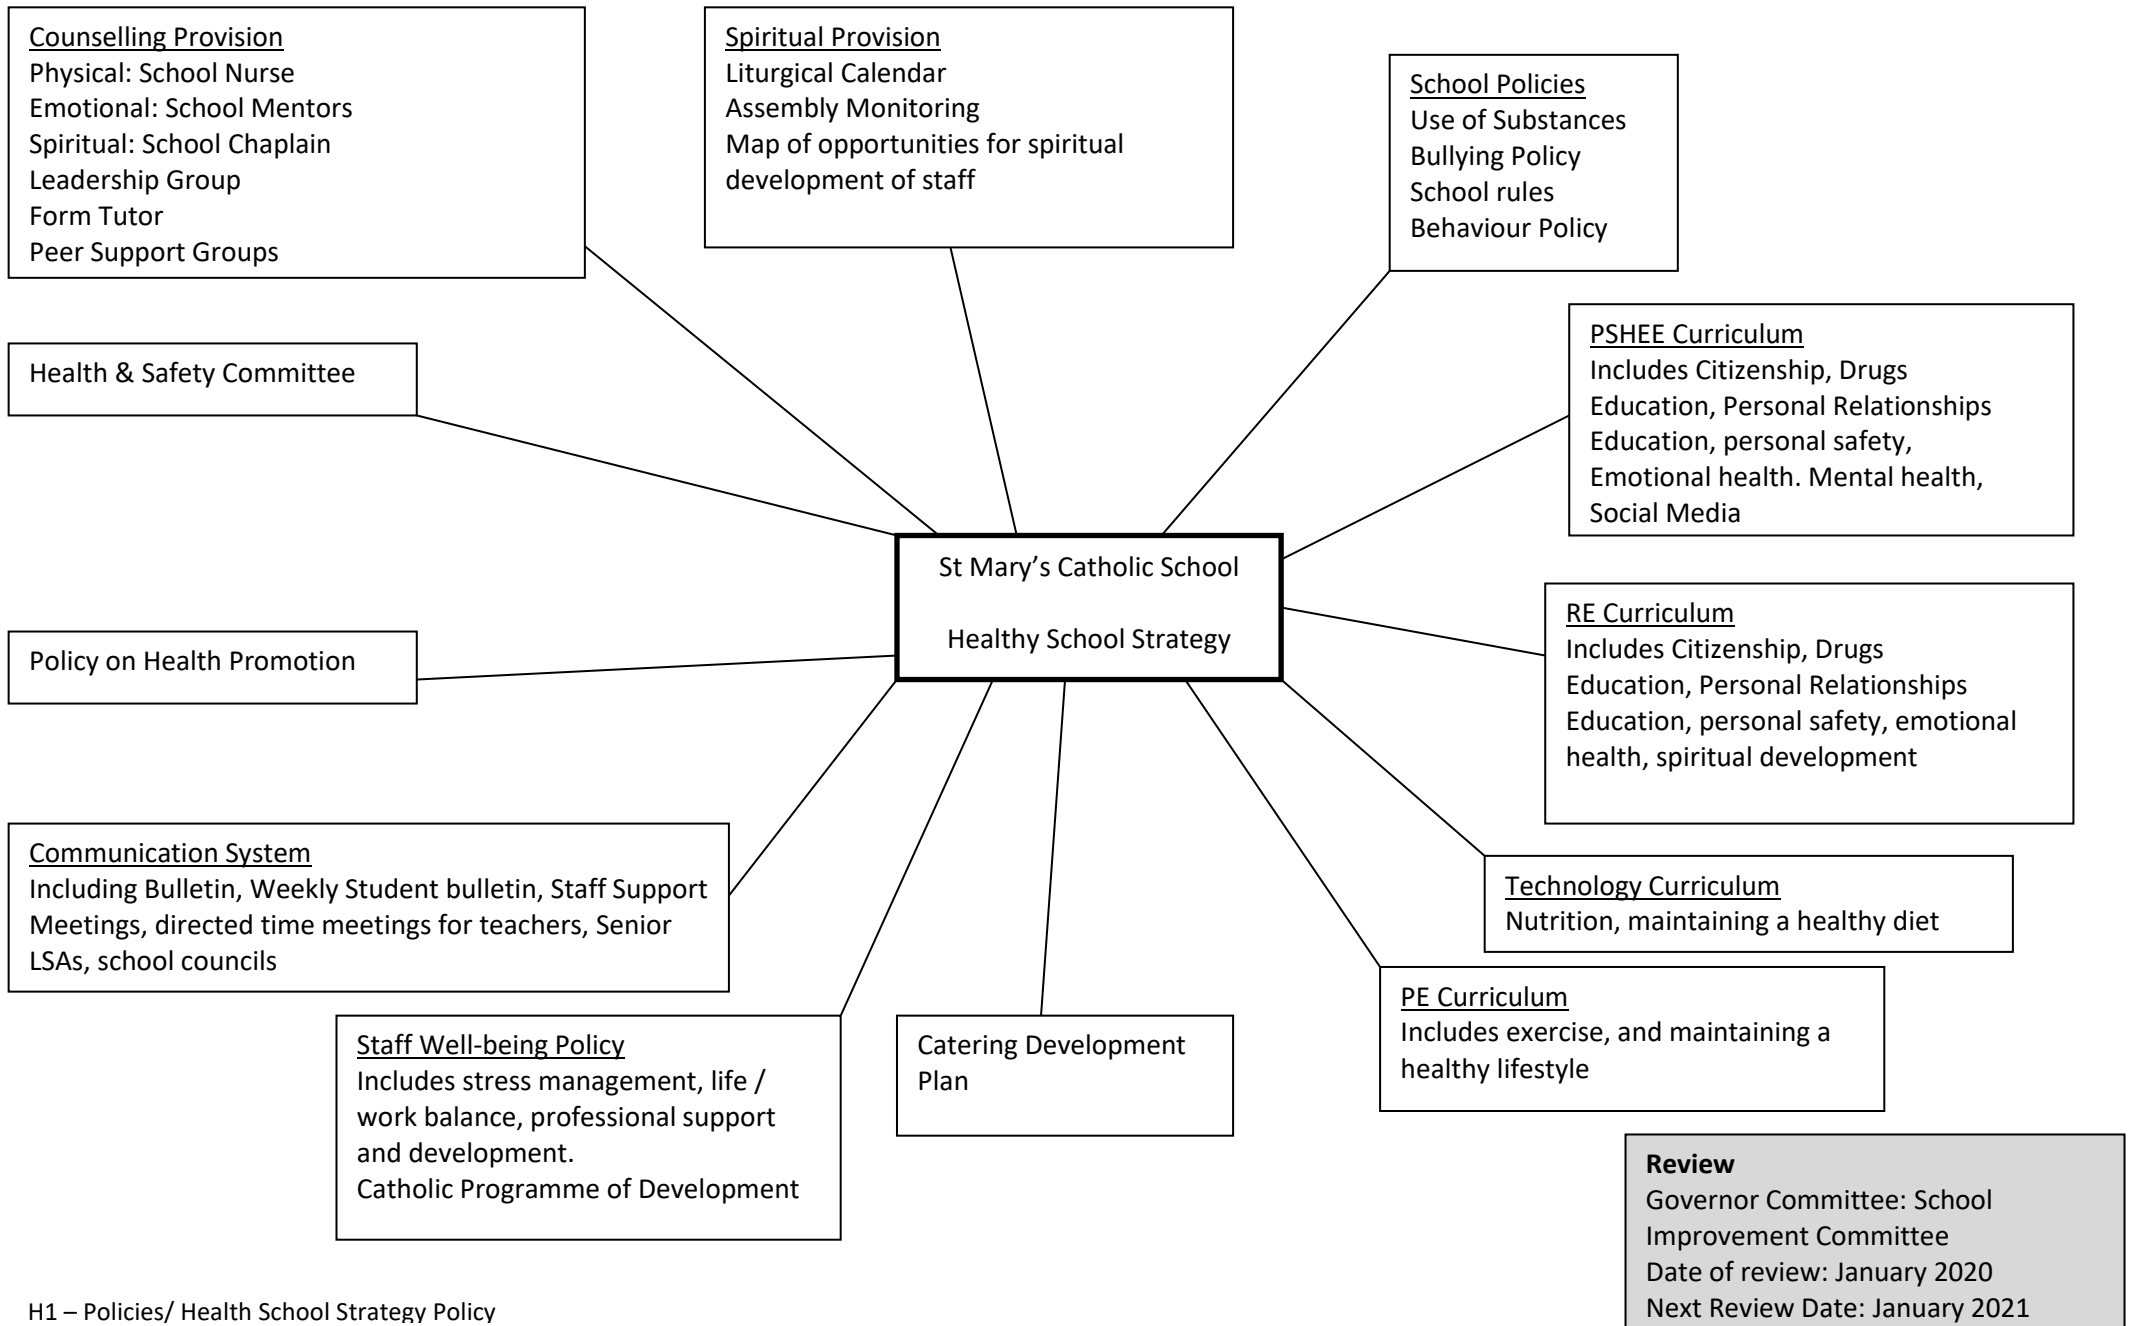 Counselling Provision
Physical: School Nurse
Emotional: School Mentors
Spiritual: School Chaplain
Leadership Group
Form Tutor
Peer Support Groups
Spiritual Provision
Liturgical Calendar
Assembly Monitoring
Map of opportunities for spiritual
development of staff
School Policies
Use of Substances
Bullying Policy
School rules
Behaviour Policy
Health & Safety Committee
PSHEE Curriculum
Includes Citizenship, Drugs
Education, Personal Relationships
Education, personal safety,
Emotional health. Mental health,
Social Media
St Mary’s Catholic School
Healthy School Strategy
Policy on Health Promotion
RE Curriculum
Includes Citizenship, Drugs
Education, Personal Relationships
Education, personal safety, emotional
health, spiritual development
Communication System
Including Bulletin, Weekly Student bulletin, Staff Support
Meetings, directed time meetings for teachers, Senior
LSAs, school councils
Technology Curriculum
Nutrition, maintaining a healthy diet
Staff Well-being Policy
Includes stress management, life /
work balance, professional support
and development.
Catholic Programme of Development
Catering Development
Plan
PE Curriculum
Includes exercise, and maintaining a
healthy lifestyle
Review
Governor Committee: School
Improvement Committee
Date of review: January 2020
Next Review Date: January 2021
H1 – Policies/ Health School Strategy Policy